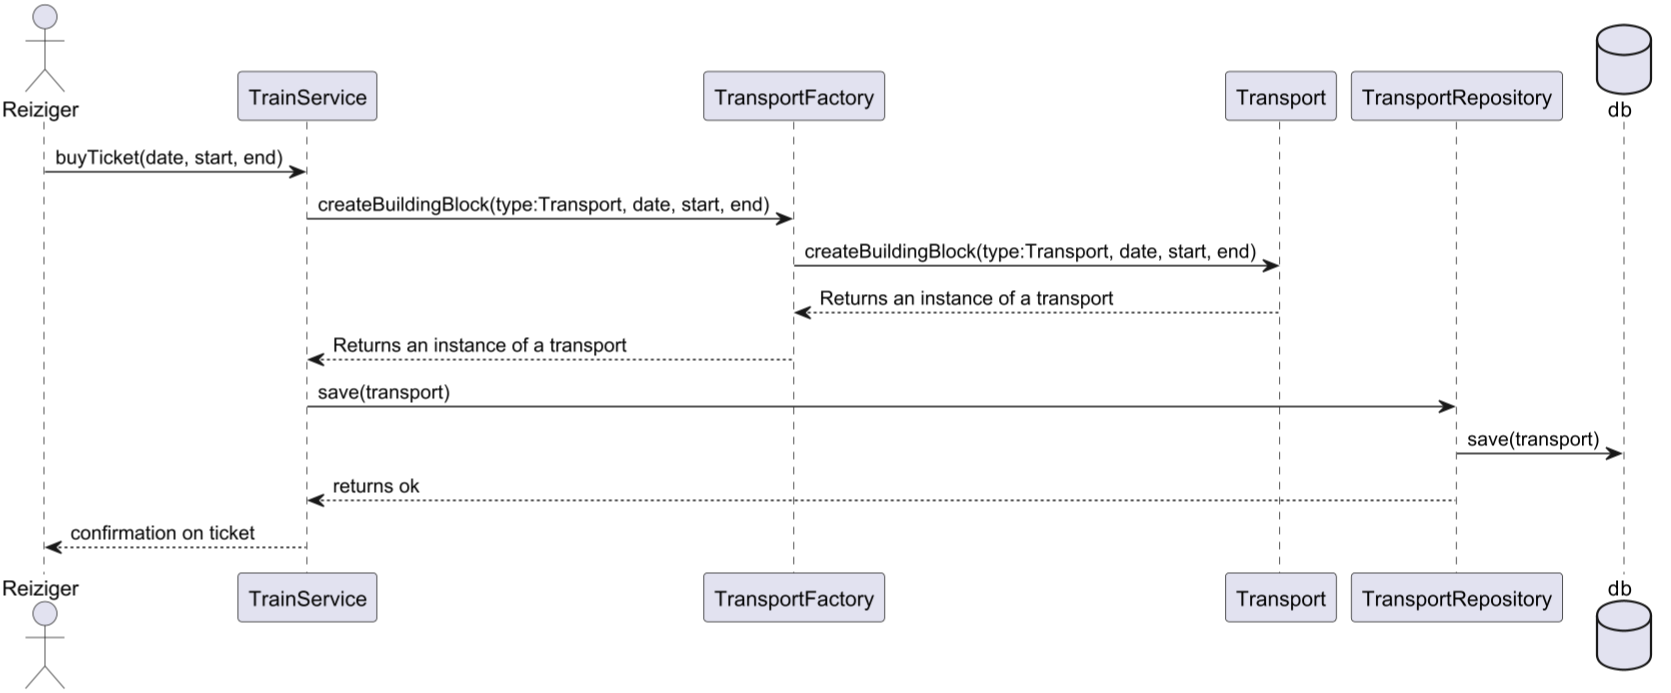 Reiziger
TrainService
TransportFactory
Transport
TransportRepository
db
buyTicket(date, start, end)
createBuildingBlock(type:Transport, date, start, end)
createBuildingBlock(type:Transport, date, start, end)
Returns an instance of a transport
Returns an instance of a transport
save(transport)
save(transport)
returns ok
confirmation on ticket
Reiziger
TrainService
TransportFactory
Transport
TransportRepository
db